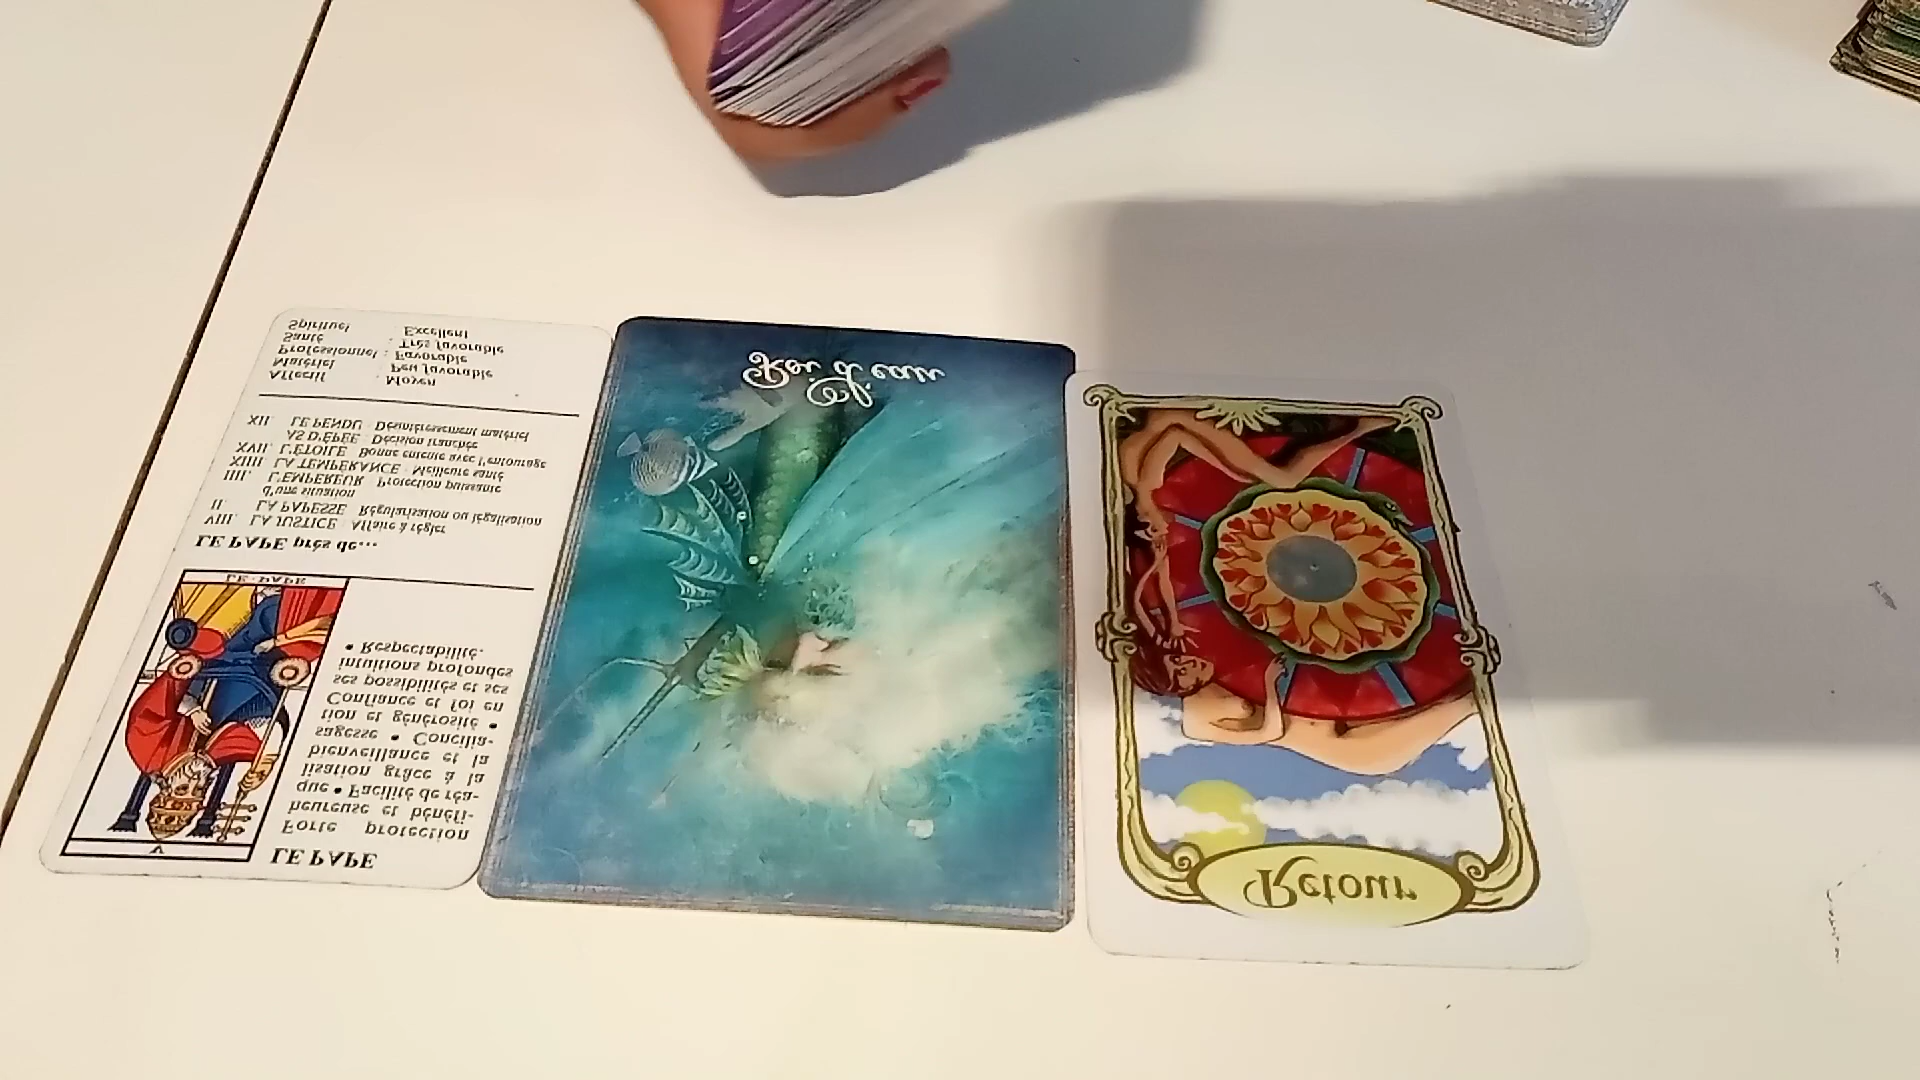 LE PAPE
V
Forte protection
heureuse et bénéfi-
que • Facilité de réa-
lisation grâce à la
bienveillance et la
sagesse • Concilia-
tion et générosité •
Confiance et foi en
ses possibilités et ses
intuitions profondes
• Respectabilité.
LE·PAPE
LE PAPE près de...
VIII. LA JUSTICE : Affaire à régler
II. LA PAPESSE : Régularisation ou légalisation
d'une situation
IIII. L'EMPEREUR : Protection puissante
XIIII. LA TEMPERANCE : Meilleure santé
XVII. L'ETOILE : Bonne entente avec l'entourage
AS D'EPEE : Décision tranchée
XII. LE PENDU : Désintéressement matériel
Affectif : Moyen
Matériel : Peu favorable
Professionnel : Favorable
Santé : Très favorable
Spirituel : Excellent
Roi d'eau
Retour